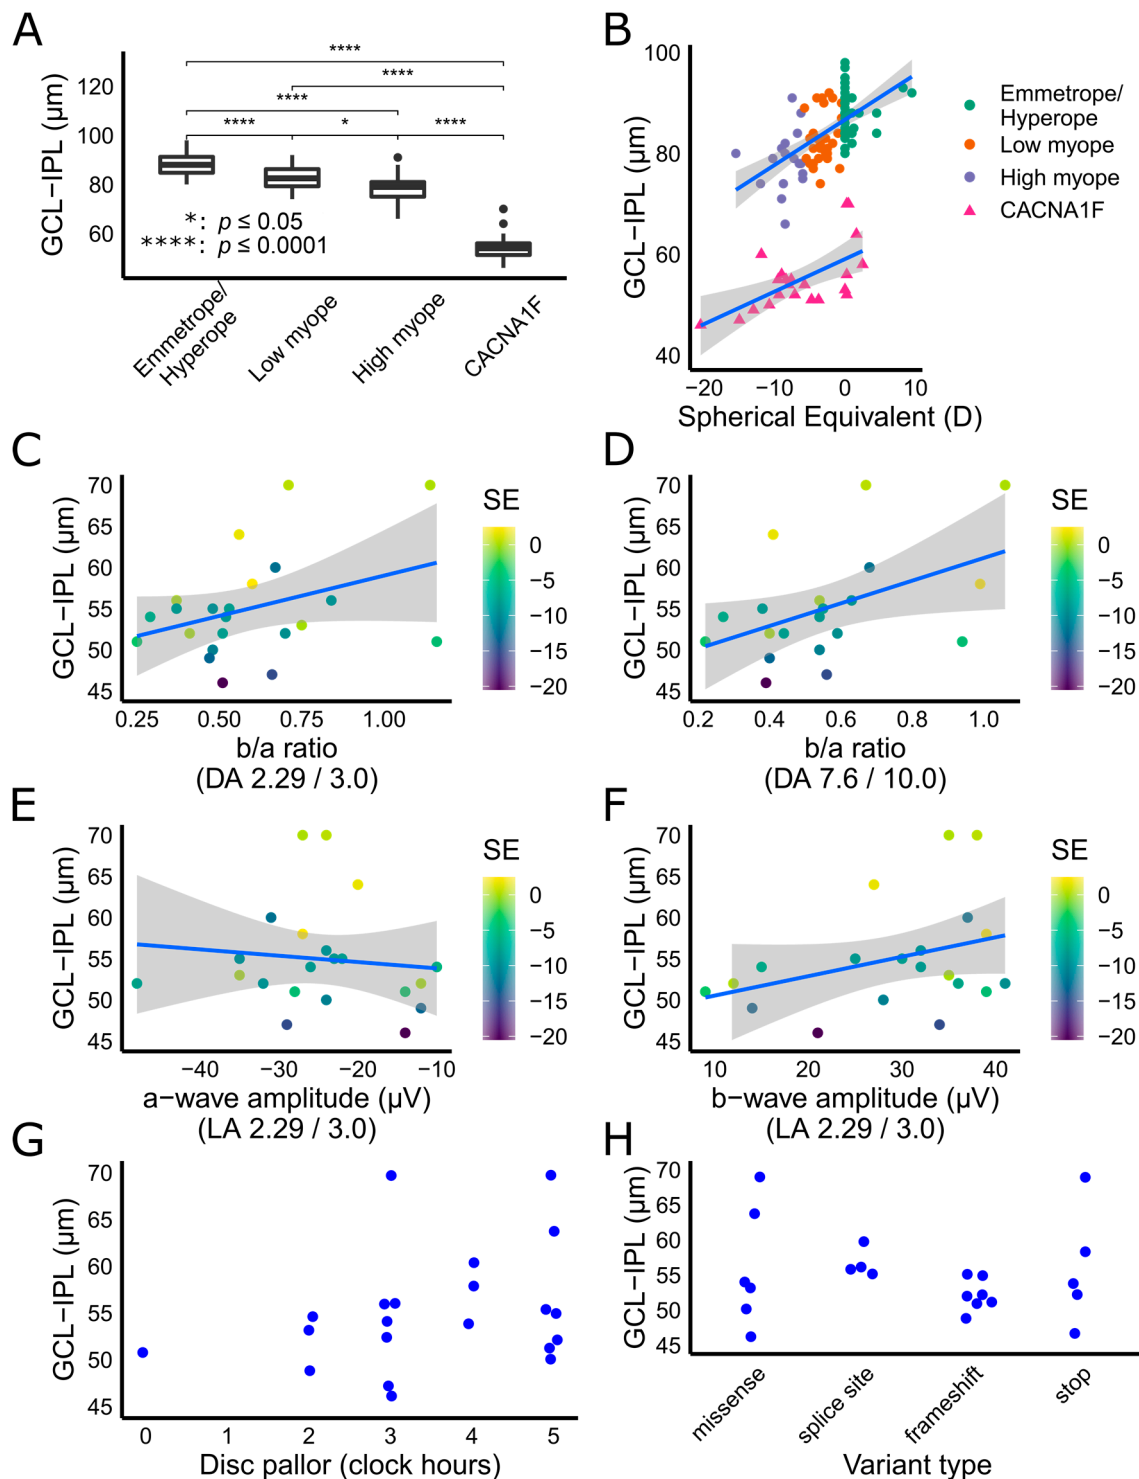 A
GCL−IPL (µm)
120
100
80
60
****
****
****
**** * ****
*: p ≤ 0.05
****: p ≤ 0.0001
Emmetrope/
Hyperope
Low myope
High myope
CACNA1F
B
GCL−IPL (µm)
100
80
60
40
−20 −10 0 10
Spherical Equivalent (D)
Emmetrope/
Hyperope
Low myope
High myope
CACNA1F
C
GCL−IPL (µm)
70
65
60
55
50
45
0.25 0.50 0.75 1.00
b/a ratio
(DA 2.29 / 3.0)
SE
0
−5
−10
−15
−20
D
GCL−IPL (µm)
70
65
60
55
50
45
0.2 0.4 0.6 0.8 1.0
b/a ratio
(DA 7.6 / 10.0)
SE
0
−5
−10
−15
−20
E
GCL−IPL (µm)
70
65
60
55
50
45
−40 −30 −20 −10
a−wave amplitude (µV)
(LA 2.29 / 3.0)
SE
0
−5
−10
−15
−20
F
GCL−IPL (µm)
70
65
60
55
50
45
10 20 30 40
b−wave amplitude (µV)
(LA 2.29 / 3.0)
SE
0
−5
−10
−15
−20
G
GCL−IPL (µm)
70
65
60
55
50
45
0 1 2 3 4 5
Disc pallor (clock hours)
H
GCL−IPL (µm)
70
65
60
55
50
45
missense
splice site
frameshift
stop
Variant type